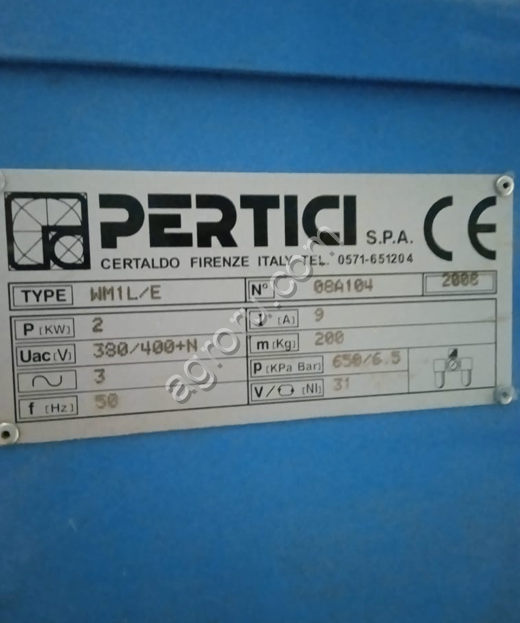 PERTICI S.P.A. CE
CERTALDO FIRENZE ITALY TEL. 0571-651204
TYPE WM1L/E N° 08A104 2006
P (KW) 2 (A) 9
Uac (V) 380/400+N m (Kg) 200
3 P (KPa Bar) 650/6.5
f (Hz) 50 V/ (Nl) 31
agroru.com